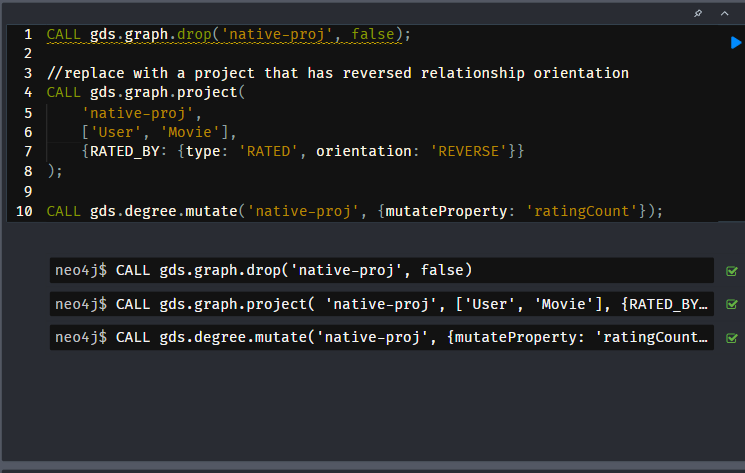 1 CALL gds.graph.drop('native-proj', false);
2
3 //replace with a project that has reversed relationship orientation
4 CALL gds.graph.project(
5     'native-proj',
6     ['User', 'Movie'],
7     {RATED_BY: {type: 'RATED', orientation: 'REVERSE'}}
8 );
9
10 CALL gds.degree.mutate('native-proj', {mutateProperty: 'ratingCount'});
neo4j$ CALL gds.graph.drop('native-proj', false)
neo4j$ CALL gds.graph.project( 'native-proj', ['User', 'Movie'], {RATED_BY…
neo4j$ CALL gds.degree.mutate('native-proj', {mutateProperty: 'ratingCount…